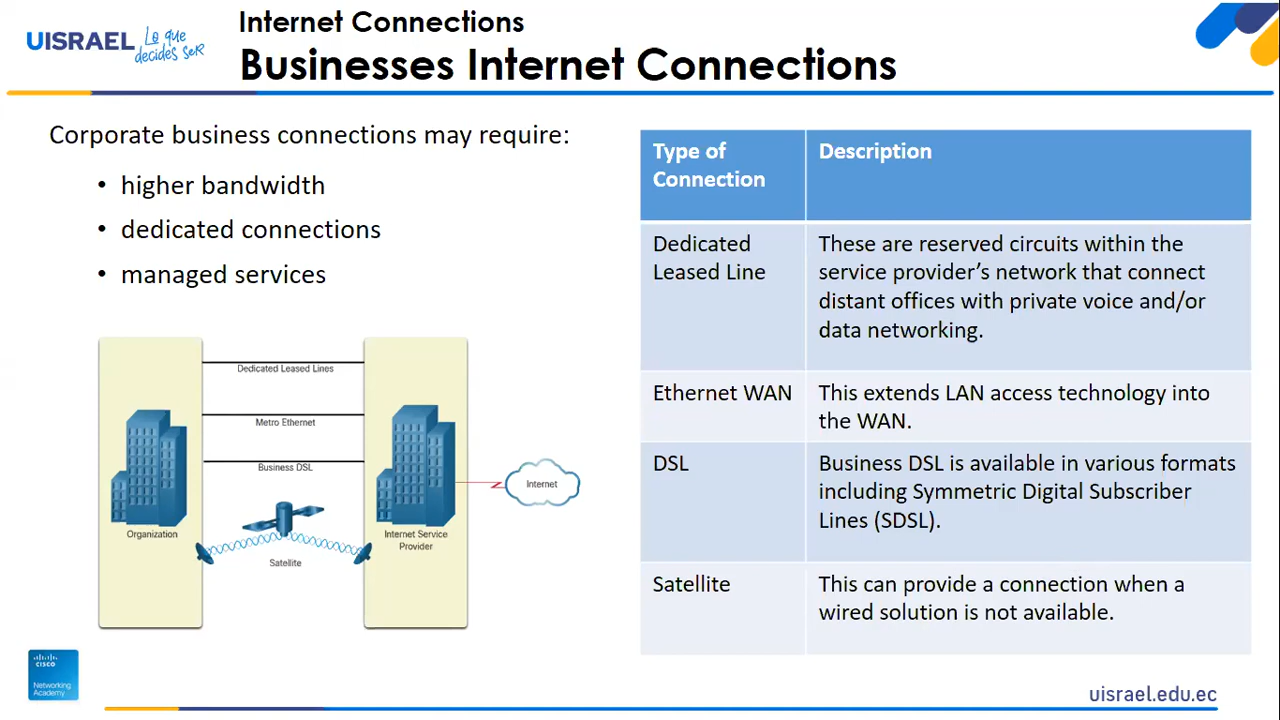 UISRAEL Lo que
decides seR
Internet Connections
Businesses Internet Connections
Corporate business connections may require:
• higher bandwidth
• dedicated connections
• managed services
Dedicated Leased Lines
Metro Ethernet
Business DSL
Organization
Satellite
Internet Service
Provider
Internet
Type of
Connection
Description
Dedicated
Leased Line
These are reserved circuits within the
service provider’s network that connect
distant offices with private voice and/or
data networking.
Ethernet WAN
This extends LAN access technology into
the WAN.
DSL
Business DSL is available in various formats
including Symmetric Digital Subscriber
Lines (SDSL).
Satellite
This can provide a connection when a
wired solution is not available.
CISCO
Networking
Academy
uisrael.edu.ec